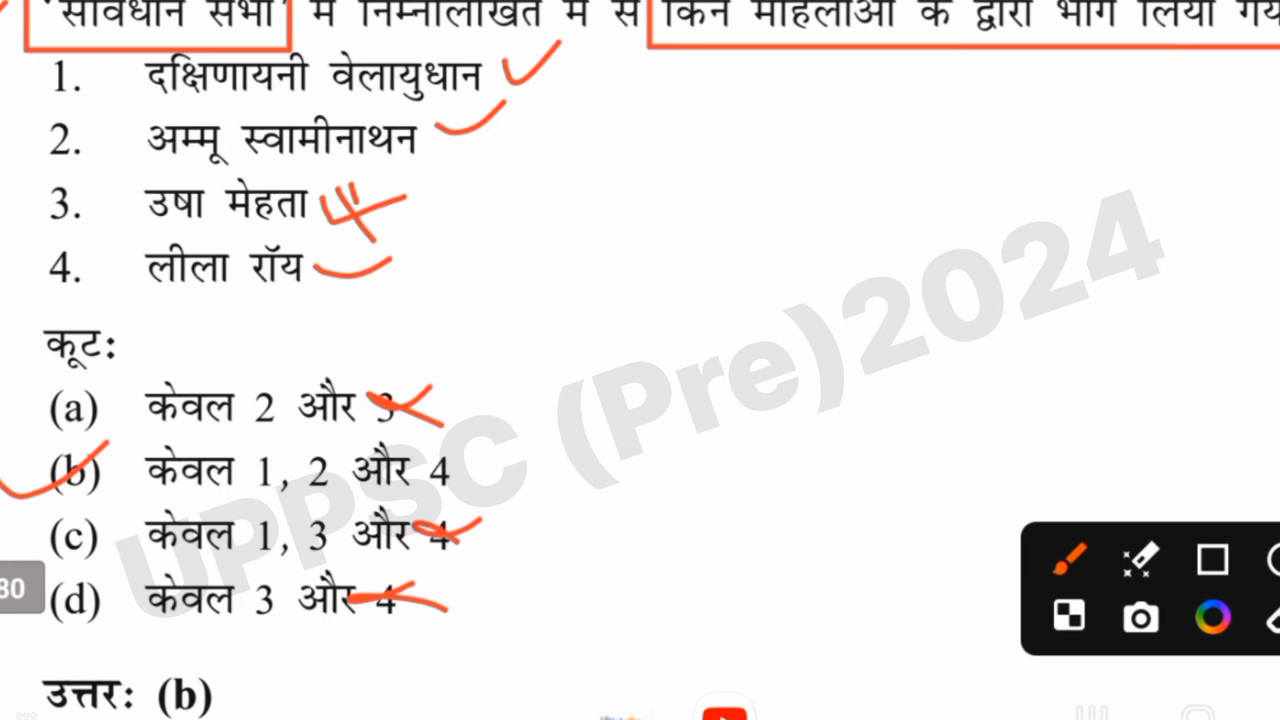 'संविधान सभा' में निम्नलिखित में से किन महिलाओं के द्वारा भाग लिया
1. दक्षिणायनी वेलायुधान
2. अम्मू स्वामीनाथन
3. उषा मेहता
4. लीला रॉय
कूटः
(a) केवल 2 और 3
(b) केवल 1, 2 और 4
(c) केवल 1, 3 और 4
80
(d) केवल 3 और 4
उत्तरः (b)
UPPSC (Pre) 2024